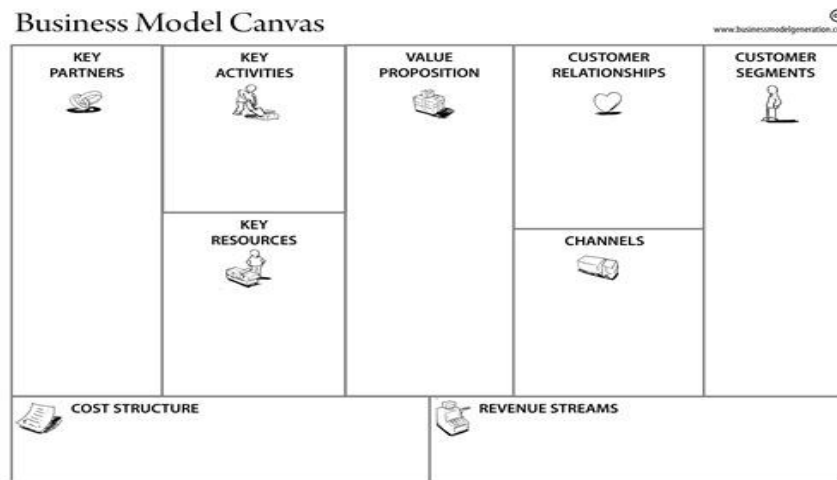 Business Model Canvas
www.businessmodelgeneration.c
KEY
PARTNERS
KEY
ACTIVITIES
VALUE
PROPOSITION
CUSTOMER
RELATIONSHIPS
CUSTOMER
SEGMENTS
KEY
RESOURCES
CHANNELS
COST STRUCTURE
REVENUE STREAMS